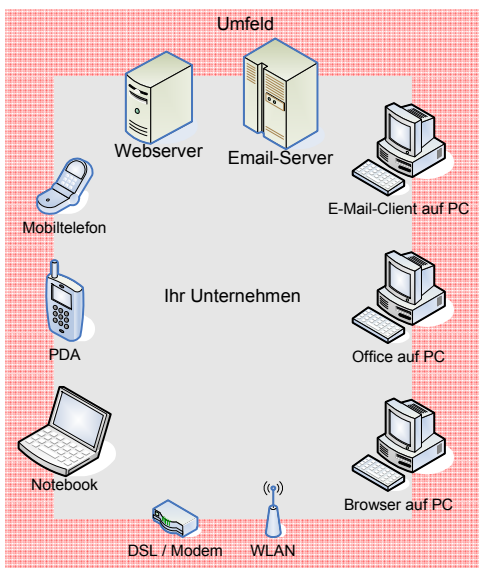 Umfeld
Webserver
Email-Server
E-Mail-Client auf PC
Mobiltelefon
Ihr Unternehmen
PDA
Office auf PC
Notebook
Browser auf PC
DSL / Modem
WLAN